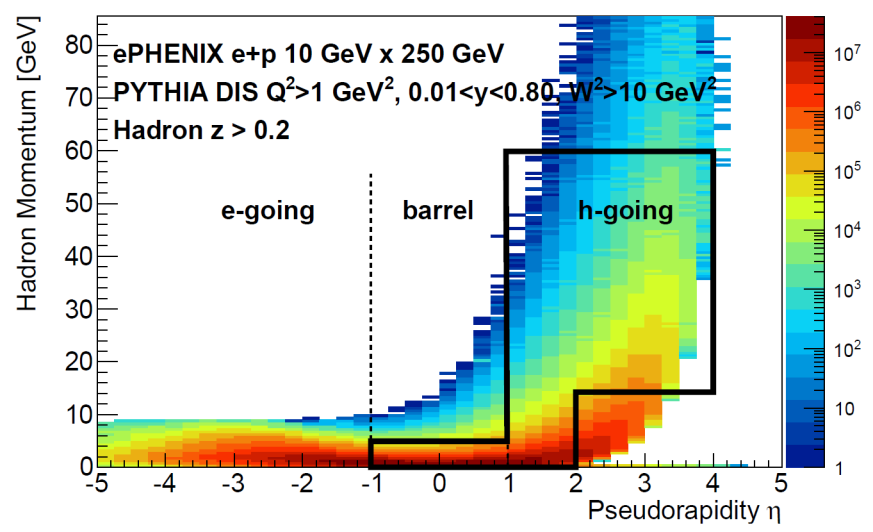 ePHENIX e+p 10 GeV x 250 GeV
PYTHIA DIS Q²>1 GeV², 0.01<y<0.80, W²>10 GeV²
Hadron z > 0.2
e-going
barrel
h-going
Hadron Momentum [GeV]
80
70
60
50
40
30
20
10
0
-5 -4 -3 -2 -1 0 1 2 3 4 5
Pseudorapidity η
10⁷
10⁶
10⁵
10⁴
10³
10²
10
1